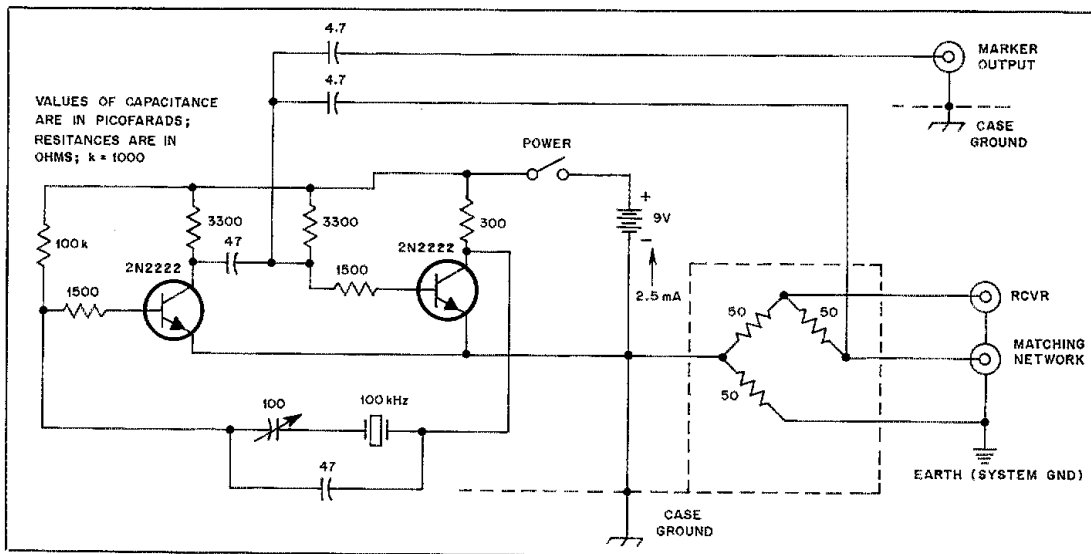 4.7
MARKER
OUTPUT
4.7
VALUES OF CAPACITANCE
ARE IN PICOFARADS;
RESITANCES ARE IN
OHMS; k = 1000
CASE
GROUND
POWER
+
3300
3300
300
9V
100k
47
2N2222
−
2N2222
1500
1500
2.5 mA
50
50
RCVR
MATCHING
NETWORK
50
100
100 kHz
47
EARTH (SYSTEM GND)
CASE
GROUND